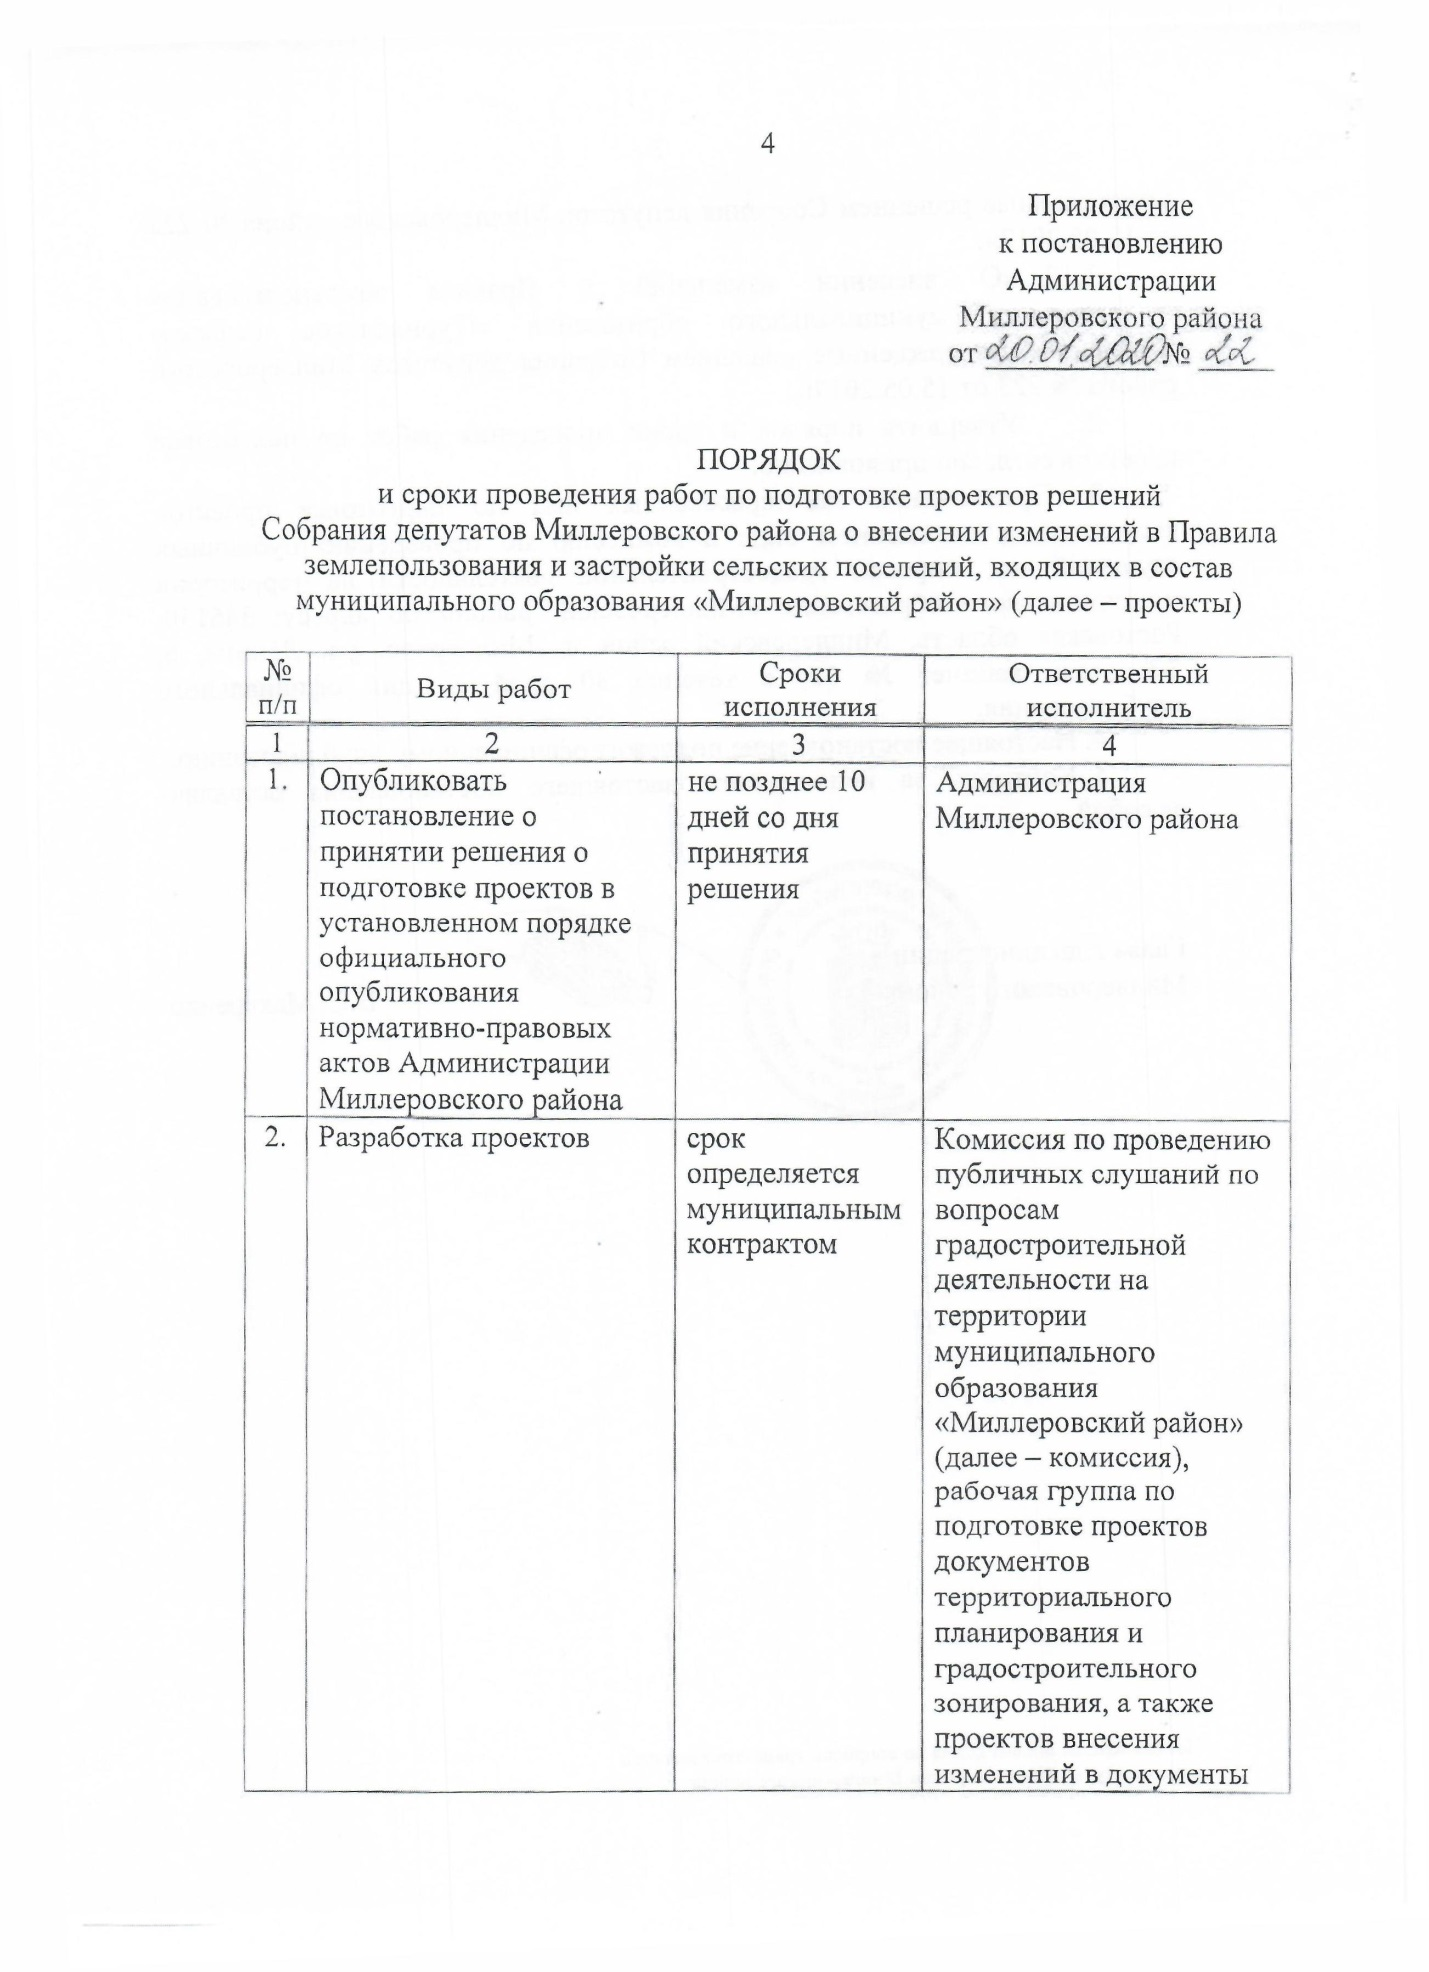 4
Приложение
к постановлению
Администрации
Миллеровского района
от 20.01.2020 № 22
ПОРЯДОК
и сроки проведения работ по подготовке проектов решений
Собрания депутатов Миллеровского района о внесении изменений в Правила
землепользования и застройки сельских поселений, входящих в состав
муниципального образования «Миллеровский район» (далее – проекты)
№
п/п
Виды работ
Сроки
исполнения
Ответственный
исполнитель
1
2
3
4
1.
Опубликовать
постановление о
принятии решения о
подготовке проектов в
установленном порядке
официального
опубликования
нормативно-правовых
актов Администрации
Миллеровского района
не позднее 10
дней со дня
принятия
решения
Администрация
Миллеровского района
2.
Разработка проектов
срок
определяется
муниципальным
контрактом
Комиссия по проведению
публичных слушаний по
вопросам
градостроительной
деятельности на
территории
муниципального
образования
«Миллеровский район»
(далее – комиссия),
рабочая группа по
подготовке проектов
документов
территориального
планирования и
градостроительного
зонирования, а также
проектов внесения
изменений в документы